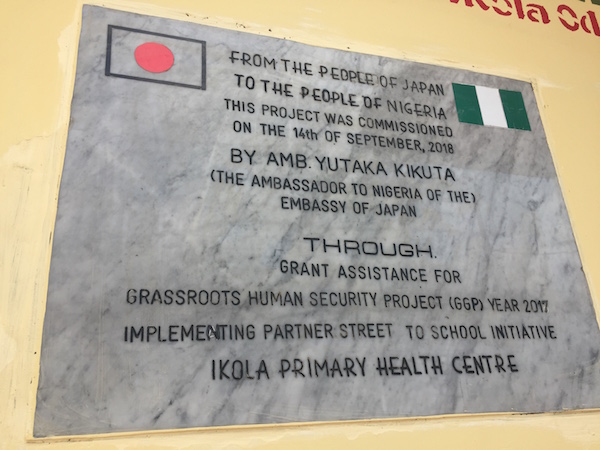 Ikola Od
FROM THE PEOPLE OF JAPAN
TO THE PEOPLE OF NIGERIA
THIS PROJECT WAS COMMISSIONED
ON THE 14th OF SEPTEMBER, 2018
BY AMB. YUTAKA KIKUTA
(THE AMBASSADOR TO NIGERIA OF THE)
EMBASSY OF JAPAN
THROUGH.
GRANT ASSISTANCE FOR
GRASSROOTS HUMAN SECURITY PROJECT (GGP) YEAR 2017
IMPLEMENTING PARTNER STREET TO SCHOOL INITIATIVE
IKOLA PRIMARY HEALTH CENTRE